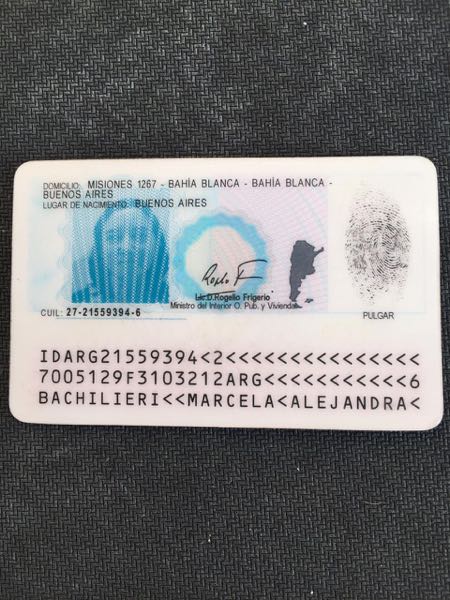 DOMICILIO: MISIONES 1267 - BAHÍA BLANCA - BAHÍA BLANCA -
BUENOS AIRES
LUGAR DE NACIMIENTO: BUENOS AIRES
Lic.D.Rogelio Frigerio
Ministro del Interior O. Pub. y Vivienda
CUIL: 27-21559394-6
PULGAR
IDARG21559394<2<<<<<<<<<<<<<<<
7005129F3103212ARG<<<<<<<<<<<6
BACHILIERI<<MARCELA<ALEJANDRA<